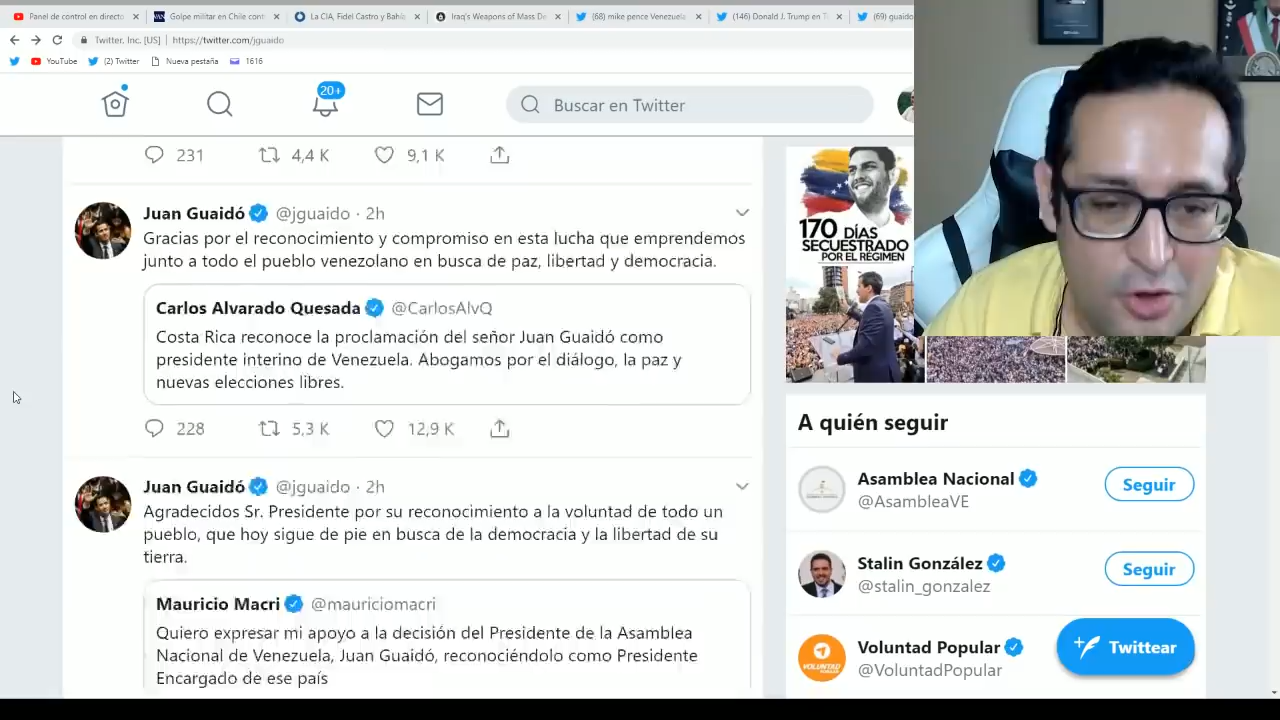 Panel de control en directo
Golpe militar en Chile cont
La CIA, Fidel Castro y Bahía
Iraq's Weapons of Mass De
(68) mike pence Venezuela
(146) Donald J. Trump en T
(69) guaido
Twitter, Inc. [US] | https://twitter.com/jguaido
YouTube
(2) Twitter
Nueva pestaña
1616
20+
Buscar en Twitter
231
4,4 K
9,1 K
Juan Guaidó @jguaido · 2h
Gracias por el reconocimiento y compromiso en esta lucha que emprendemos
junto a todo el pueblo venezolano en busca de paz, libertad y democracia.
Carlos Alvarado Quesada @CarlosAlvQ
Costa Rica reconoce la proclamación del señor Juan Guaidó como
presidente interino de Venezuela. Abogamos por el diálogo, la paz y
nuevas elecciones libres.
228
5,3 K
12,9 K
Juan Guaidó @jguaido · 2h
Agradecidos Sr. Presidente por su reconocimiento a la voluntad de todo un
pueblo, que hoy sigue de pie en busca de la democracia y la libertad de su
tierra.
Mauricio Macri @mauriciomacri
Quiero expresar mi apoyo a la decisión del Presidente de la Asamblea
Nacional de Venezuela, Juan Guaidó, reconociéndolo como Presidente
Encargado de ese país
170 DÍAS
SECUESTRADO
POR EL RÉGIMEN
A quién seguir
Asamblea Nacional
@AsambleaVE
Seguir
Stalin González
@stalin_gonzalez
Seguir
Voluntad Popular
@VoluntadPopular
Twittear